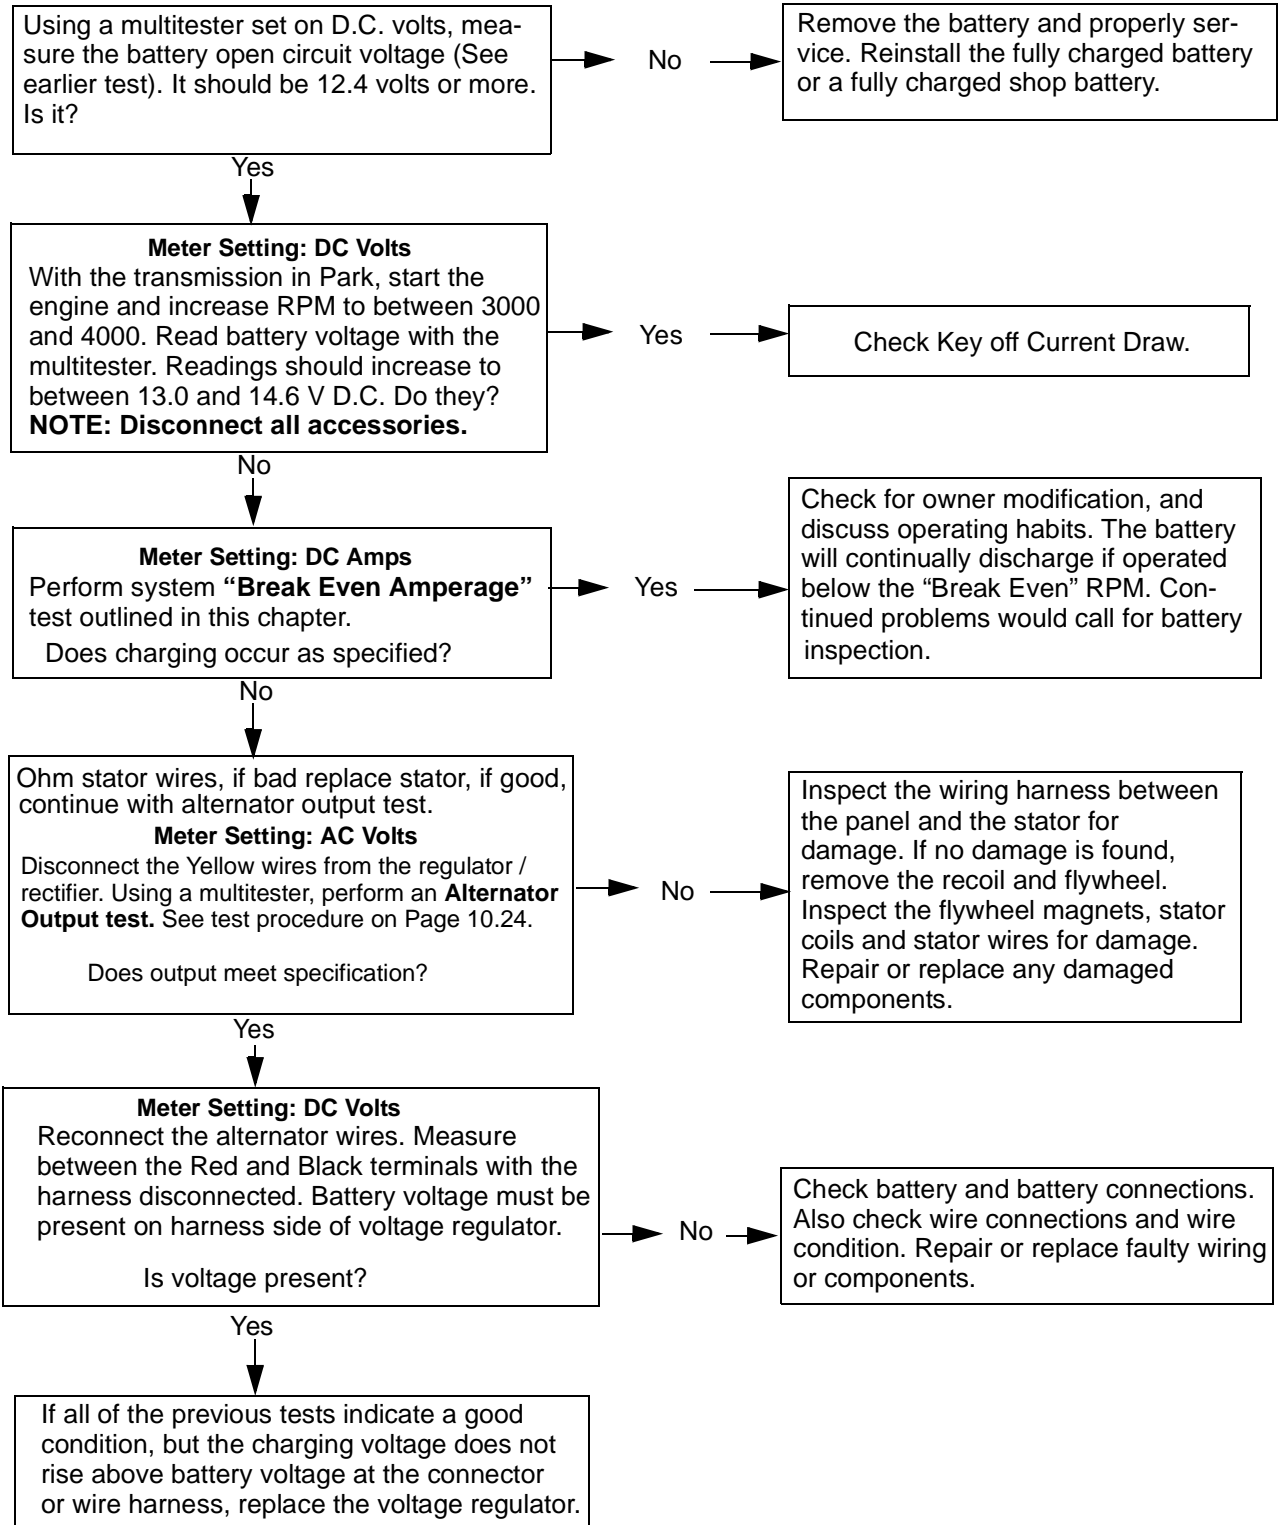 Using a multitester set on D.C. volts, mea-
sure the battery open circuit voltage (See
earlier test). It should be 12.4 volts or more.
Is it?
No
Remove the battery and properly ser-
vice. Reinstall the fully charged battery
or a fully charged shop battery.
Yes
Meter Setting: DC Volts
With the transmission in Park, start the
engine and increase RPM to between 3000
and 4000. Read battery voltage with the
multitester. Readings should increase to
between 13.0 and 14.6 V D.C. Do they?
NOTE: Disconnect all accessories.
Yes
Check Key off Current Draw.
No
Meter Setting: DC Amps
Perform system “Break Even Amperage”
test outlined in this chapter.
Does charging occur as specified?
Yes
Check for owner modification, and
discuss operating habits. The battery
will continually discharge if operated
below the “Break Even” RPM. Con-
tinued problems would call for battery
inspection.
No
Ohm stator wires, if bad replace stator, if good,
continue with alternator output test.
Meter Setting: AC Volts
Disconnect the Yellow wires from the regulator /
rectifier. Using a multitester, perform an Alternator
Output test. See test procedure on Page 10.24.
Does output meet specification?
No
Inspect the wiring harness between
the panel and the stator for
damage. If no damage is found,
remove the recoil and flywheel.
Inspect the flywheel magnets, stator
coils and stator wires for damage.
Repair or replace any damaged
components.
Yes
Meter Setting: DC Volts
Reconnect the alternator wires. Measure
between the Red and Black terminals with the
harness disconnected. Battery voltage must be
present on harness side of voltage regulator.
Is voltage present?
No
Check battery and battery connections.
Also check wire connections and wire
condition. Repair or replace faulty wiring
or components.
Yes
If all of the previous tests indicate a good
condition, but the charging voltage does not
rise above battery voltage at the connector
or wire harness, replace the voltage regulator.